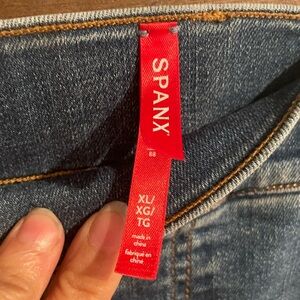 SPANX
XL/
XG/
TG
made in
china
fabriqué en
chine